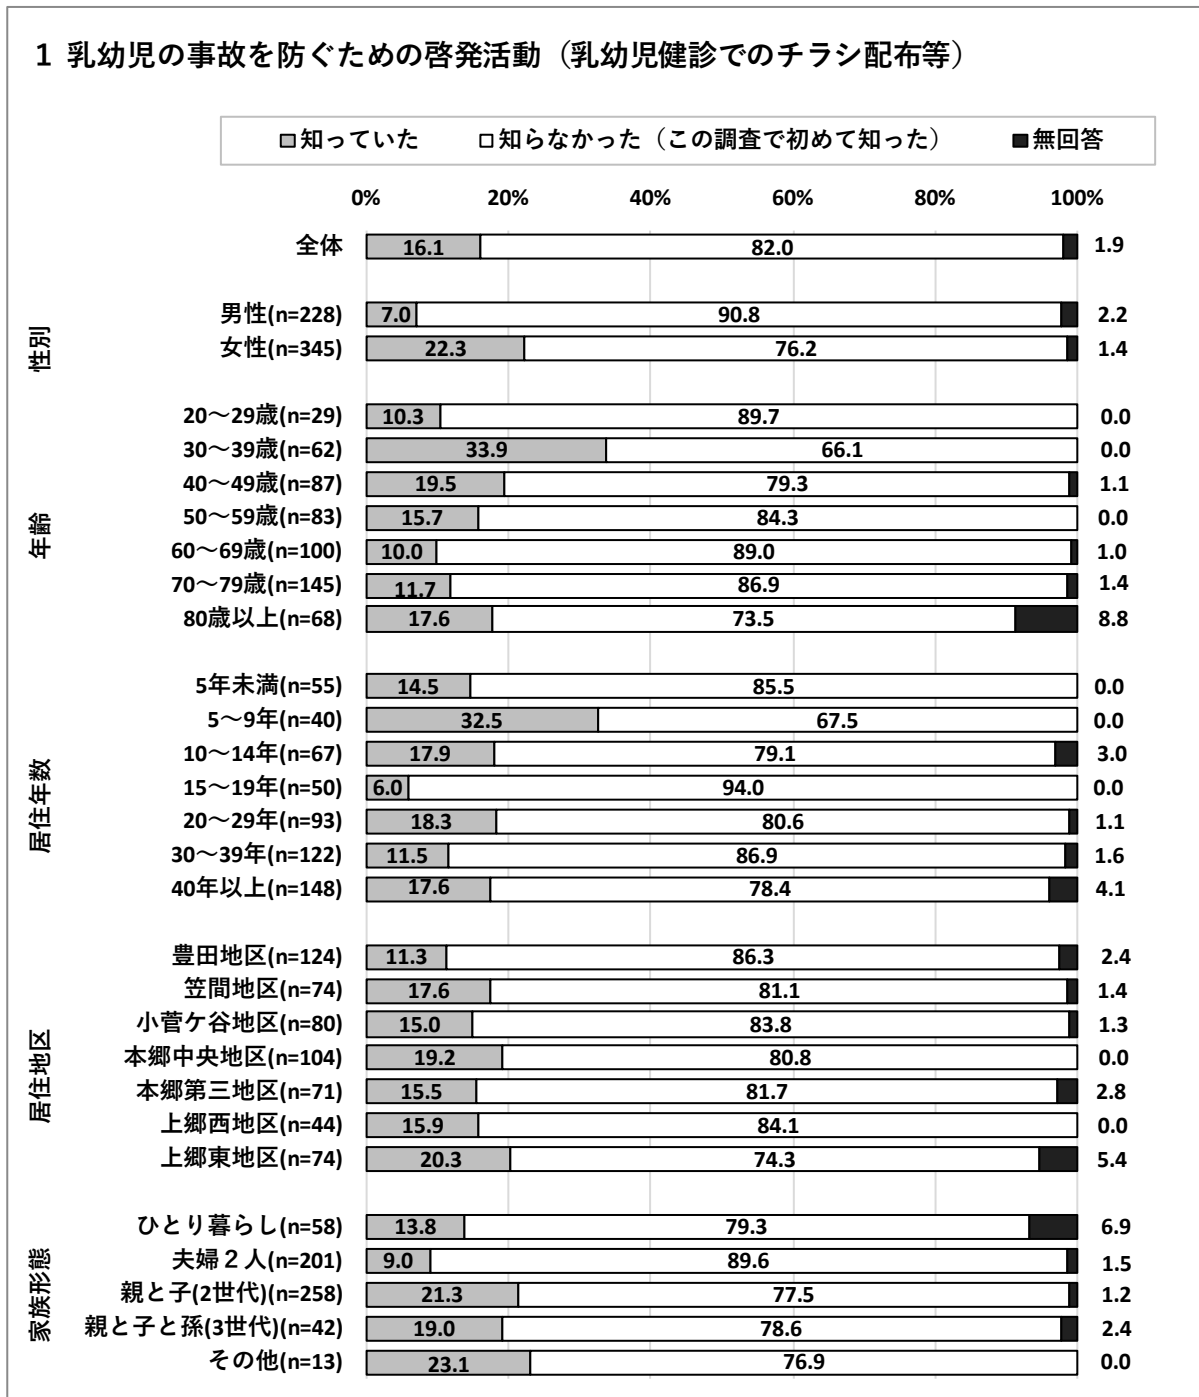 1 乳幼児の事故を防ぐための啓発活動（乳幼児健診でのチラシ配布等）
知っていた 知らなかった（この調査で初めて知った） 無回答
0% 20% 40% 60% 80% 100%
全体 16.1 82.0 1.9
性別
男性(n=228) 7.0 90.8 2.2
女性(n=345) 22.3 76.2 1.4
年齢
20～29歳(n=29) 10.3 89.7 0.0
30～39歳(n=62) 33.9 66.1 0.0
40～49歳(n=87) 19.5 79.3 1.1
50～59歳(n=83) 15.7 84.3 0.0
60～69歳(n=100) 10.0 89.0 1.0
70～79歳(n=145) 11.7 86.9 1.4
80歳以上(n=68) 17.6 73.5 8.8
居住年数
5年未満(n=55) 14.5 85.5 0.0
5～9年(n=40) 32.5 67.5 0.0
10～14年(n=67) 17.9 79.1 3.0
15～19年(n=50) 6.0 94.0 0.0
20～29年(n=93) 18.3 80.6 1.1
30～39年(n=122) 11.5 86.9 1.6
40年以上(n=148) 17.6 78.4 4.1
居住地区
豊田地区(n=124) 11.3 86.3 2.4
笠間地区(n=74) 17.6 81.1 1.4
小菅ケ谷地区(n=80) 15.0 83.8 1.3
本郷中央地区(n=104) 19.2 80.8 0.0
本郷第三地区(n=71) 15.5 81.7 2.8
上郷西地区(n=44) 15.9 84.1 0.0
上郷東地区(n=74) 20.3 74.3 5.4
家族形態
ひとり暮らし(n=58) 13.8 79.3 6.9
夫婦２人(n=201) 9.0 89.6 1.5
親と子(2世代)(n=258) 21.3 77.5 1.2
親と子と孫(3世代)(n=42) 19.0 78.6 2.4
その他(n=13) 23.1 76.9 0.0